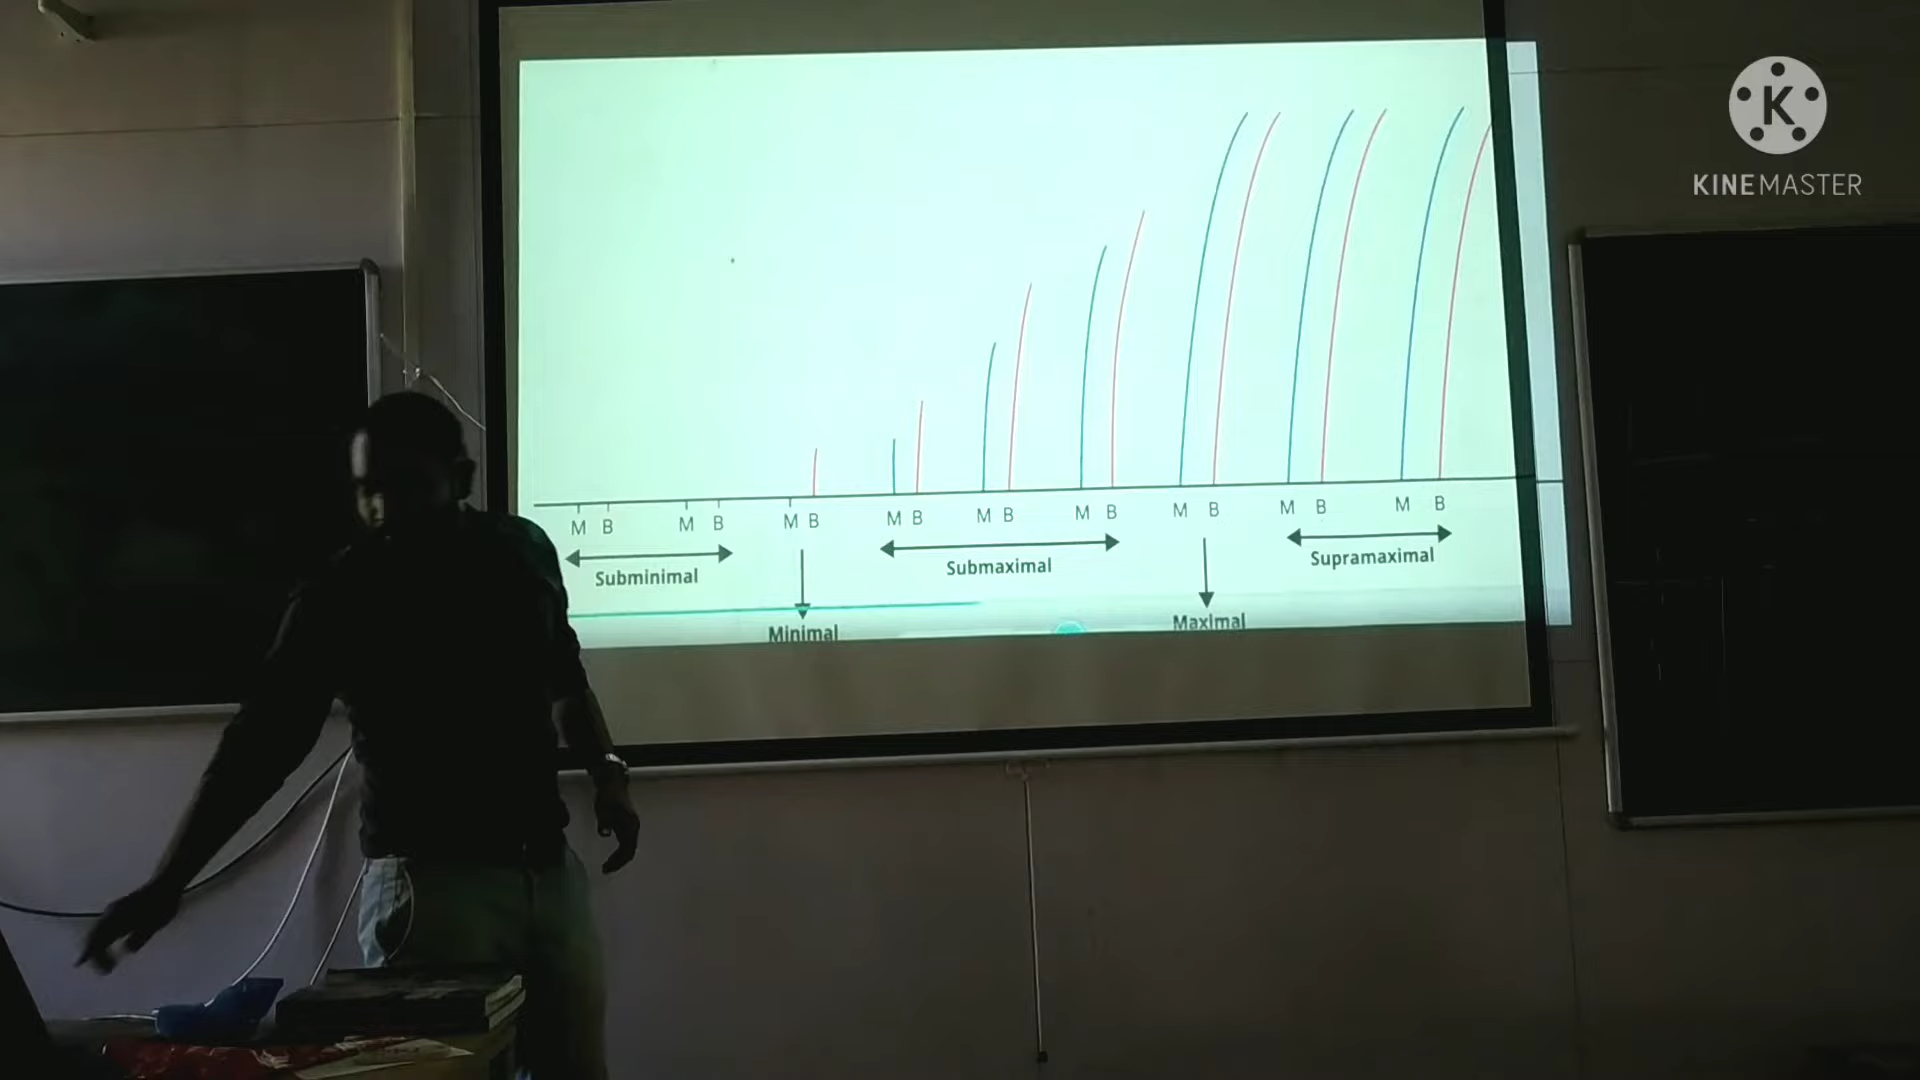 K
KINEMASTER
M B M B M B M B M B M B M B M B M B
Subminimal Submaximal Supramaximal
Minimal Maximal